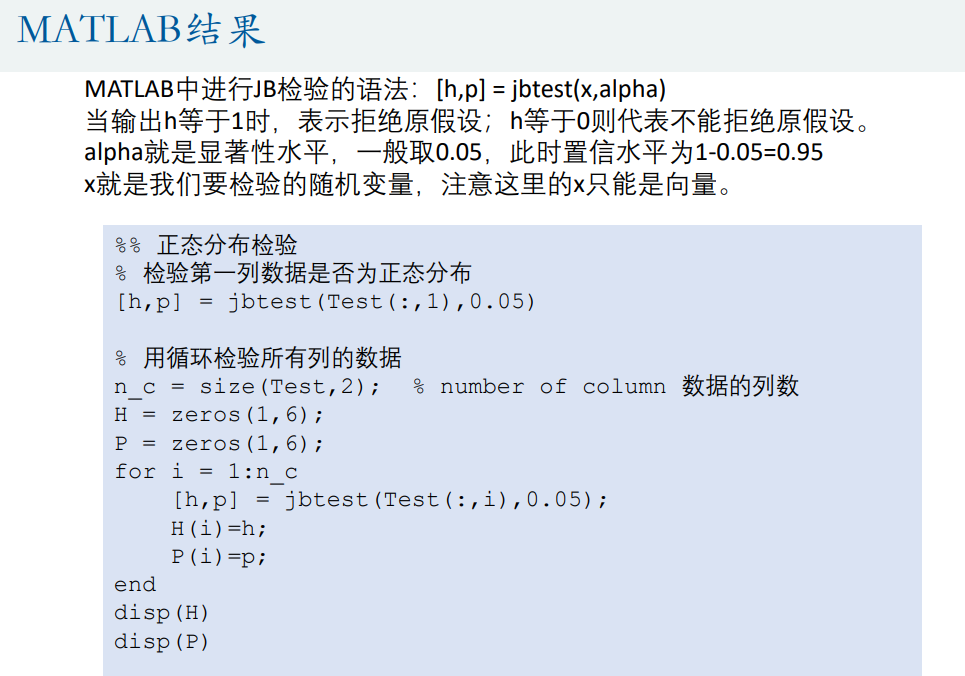 MATLAB结果
MATLAB中进行JB检验的语法：[h,p] = jbtest(x,alpha)
当输出h等于1时，表示拒绝原假设；h等于0则代表不能拒绝原假设。
alpha就是显著性水平，一般取0.05，此时置信水平为1-0.05=0.95
x就是我们要检验的随机变量，注意这里的x只能是向量。
%% 正态分布检验
% 检验第一列数据是否为正态分布
[h,p] = jbtest(Test(:,1),0.05)
% 用循环检验所有列的数据
n_c = size(Test,2);  % number of column 数据的列数
H = zeros(1,6);
P = zeros(1,6);
for i = 1:n_c
    [h,p] = jbtest(Test(:,i),0.05);
    H(i)=h;
    P(i)=p;
end
disp(H)
disp(P)